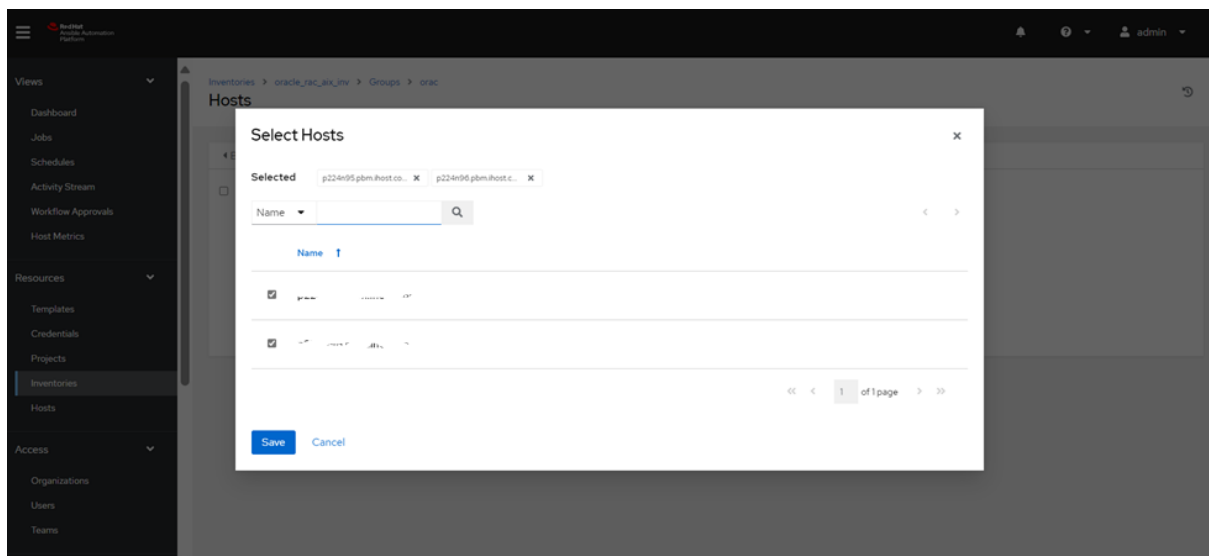 RedHat
Ansible Automation
Platform
admin
Views
Dashboard
Jobs
Schedules
Activity Stream
Workflow Approvals
Host Metrics
Resources
Templates
Credentials
Projects
Inventories
Hosts
Access
Organizations
Users
Teams
Inventories > oracle_rac_aix_inv > Groups > orac
Hosts
Select Hosts
Selected p224n95.pbm.ihost.co... p224n96.pbm.ihost.c...
Name
Name
1 of 1 page
Save Cancel